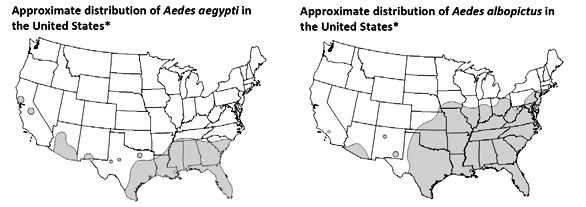 Approximate distribution of Aedes aegypti in
the United States*
Approximate distribution of Aedes albopictus in
the United States*